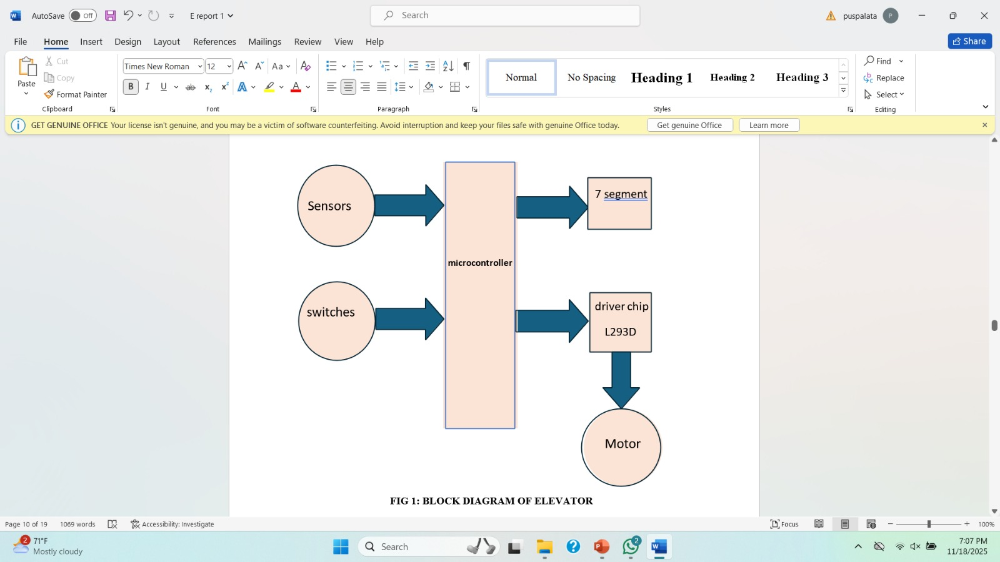 AutoSave Off E report 1 Search puspalata P
File Home Insert Design Layout References Mailings Review View Help Share
Paste Cut Copy Format Painter Clipboard
Times New Roman 12 Aa
B I U ab x₂ x² A A Font
Paragraph
Normal No Spacing Heading 1 Heading 2 Heading 3 Styles
Find Replace Select Editing
GET GENUINE OFFICE Your license isn't genuine, and you may be a victim of software counterfeiting. Avoid interruption and keep your files safe with genuine Office today. Get genuine Office Learn more
Sensors
7 segment
microcontroller
switches
driver chip
L293D
Motor
FIG 1: BLOCK DIAGRAM OF ELEVATOR
Page 10 of 19 1069 words Accessibility: Investigate Focus 100%
2 71°F
Mostly cloudy
Search
2
7:07 PM
11/18/2025